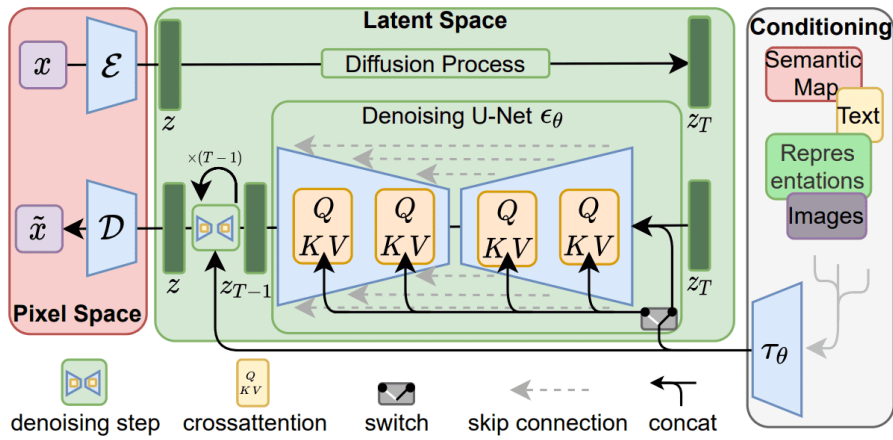 Latent Space
Conditioning
x
ℰ
Diffusion Process
Semantic
Map
Text
z
Denoising U-Net ϵ_θ
z_T
×(T−1)
Repres
entations
Images
Q
K V
Q
K V
Q
K V
Q
K V
x̃
𝒟
z
z_{T−1}
z_T
Pixel Space
τ_θ
Q
K V
denoising step
crossattention
switch
skip connection
concat